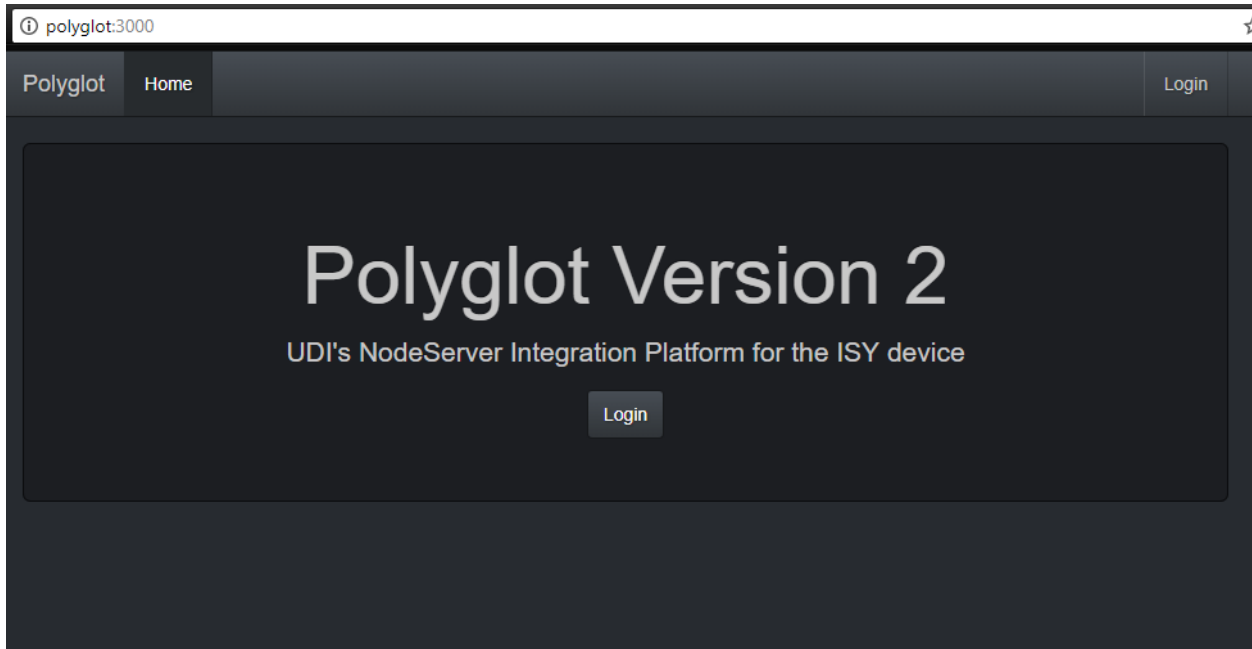 polyglot:3000
Polyglot Home Login
Polyglot Version 2
UDI's NodeServer Integration Platform for the ISY device
Login